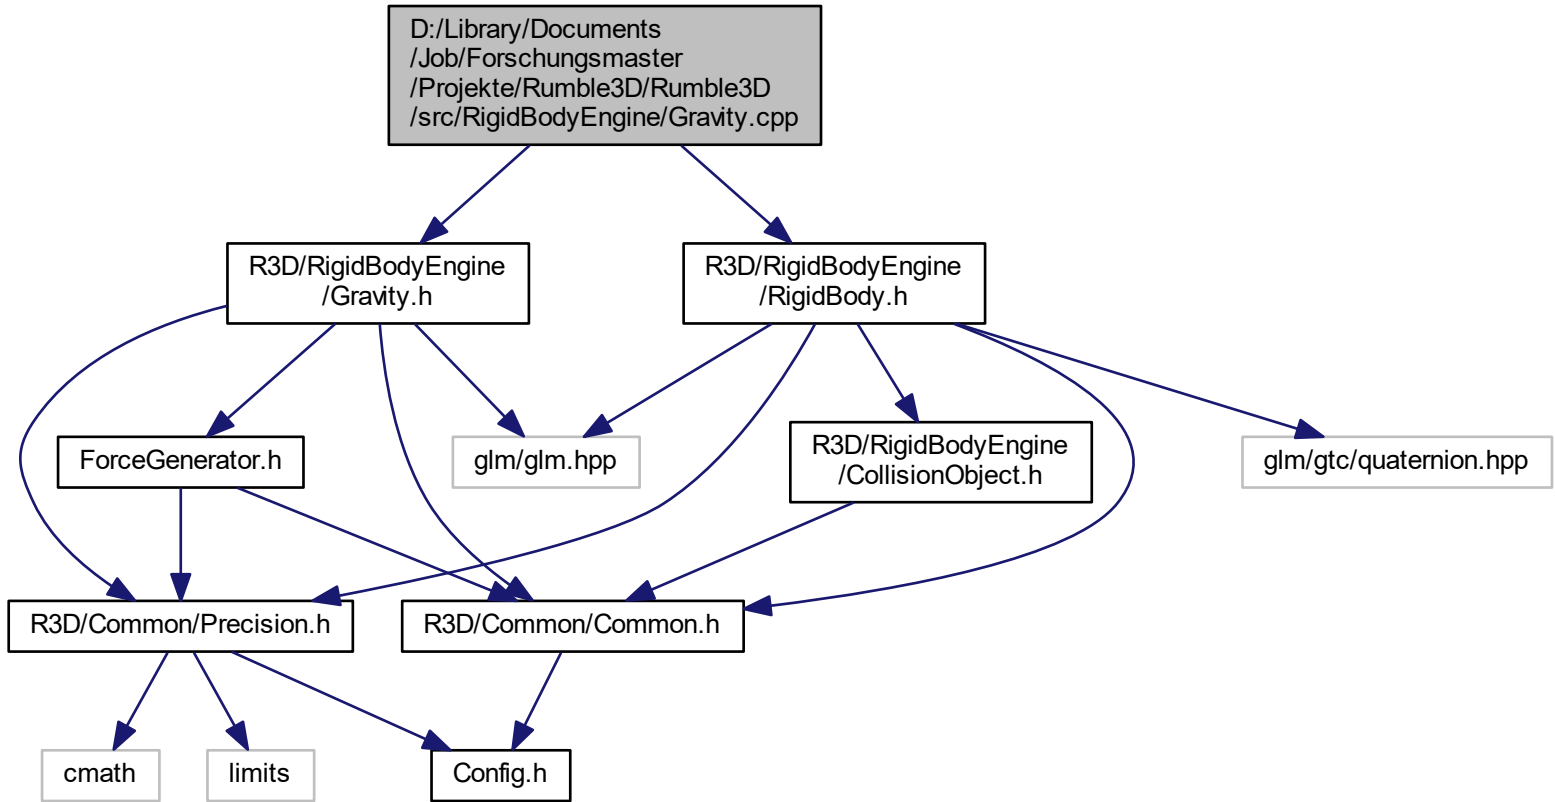 D:/Library/Documents
/Job/Forschungsmaster
/Projekte/Rumble3D/Rumble3D
/src/RigidBodyEngine/Gravity.cpp
R3D/RigidBodyEngine
/Gravity.h
R3D/RigidBodyEngine
/RigidBody.h
ForceGenerator.h
glm/glm.hpp
R3D/RigidBodyEngine
/CollisionObject.h
glm/gtc/quaternion.hpp
R3D/Common/Precision.h
R3D/Common/Common.h
cmath
limits
Config.h